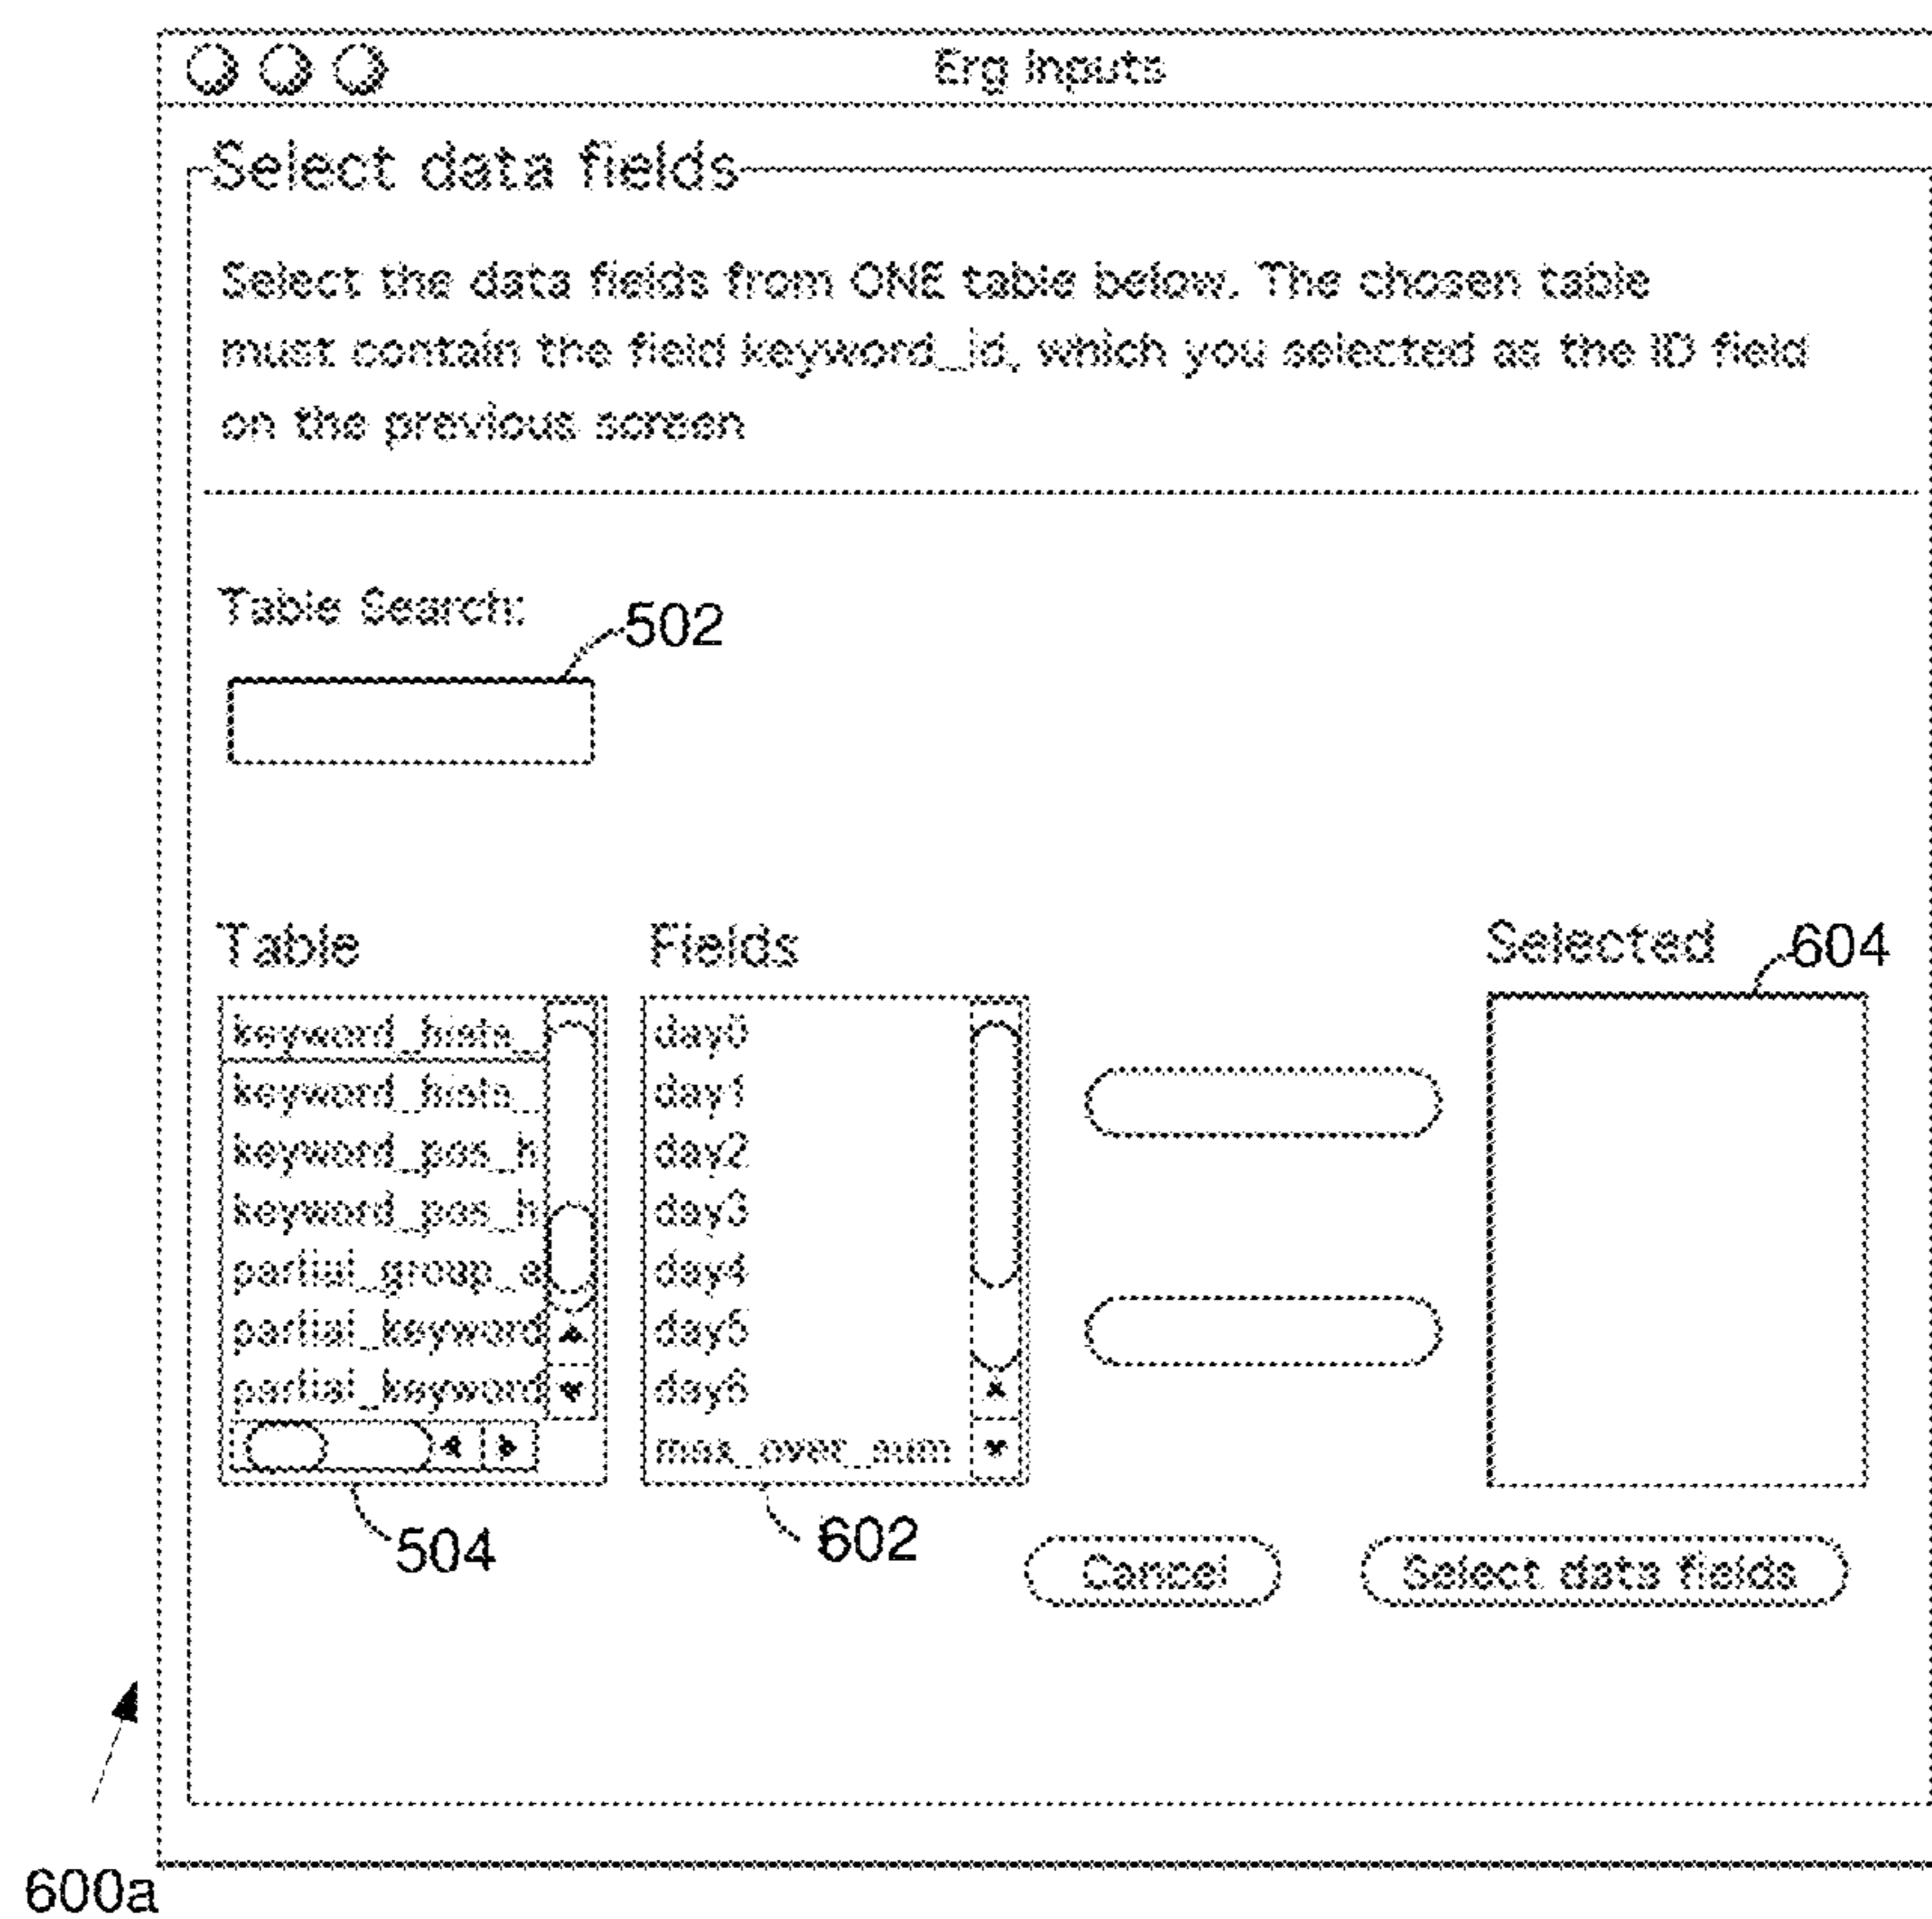 Erg Inputs
Select data fields
Select the data fields from ONE table below. The chosen table
must contain the field keyword_id, which you selected as the ID field
on the previous screen
Table Search:
502
Table
Fields
Selected
604
keyword_hists_
keyword_hists_
keyword_pos_h
keyword_pos_h
partial_group_a
partial_keyword
partial_keyword
day0
day1
day2
day3
day4
day5
day6
max_over_num
504
602
Cancel
Select data fields
600a